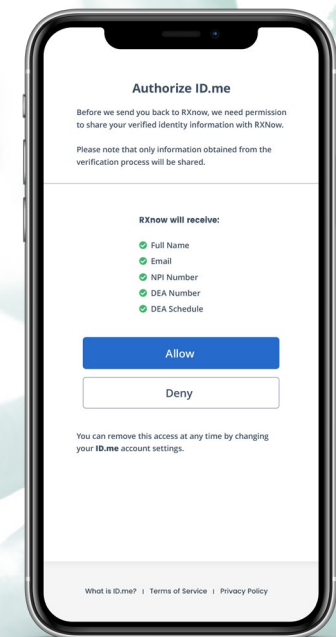 Authorize ID.me
Before we send you back to RXnow, we need permission
to share your verified identity information with RXNow.
Please note that only information obtained from the
verification process will be shared.
RXnow will receive:
Full Name
Email
NPI Number
DEA Number
DEA Schedule
Allow
Deny
You can remove this access at any time by changing
your ID.me account settings.
What is ID.me? | Terms of Service | Privacy Policy